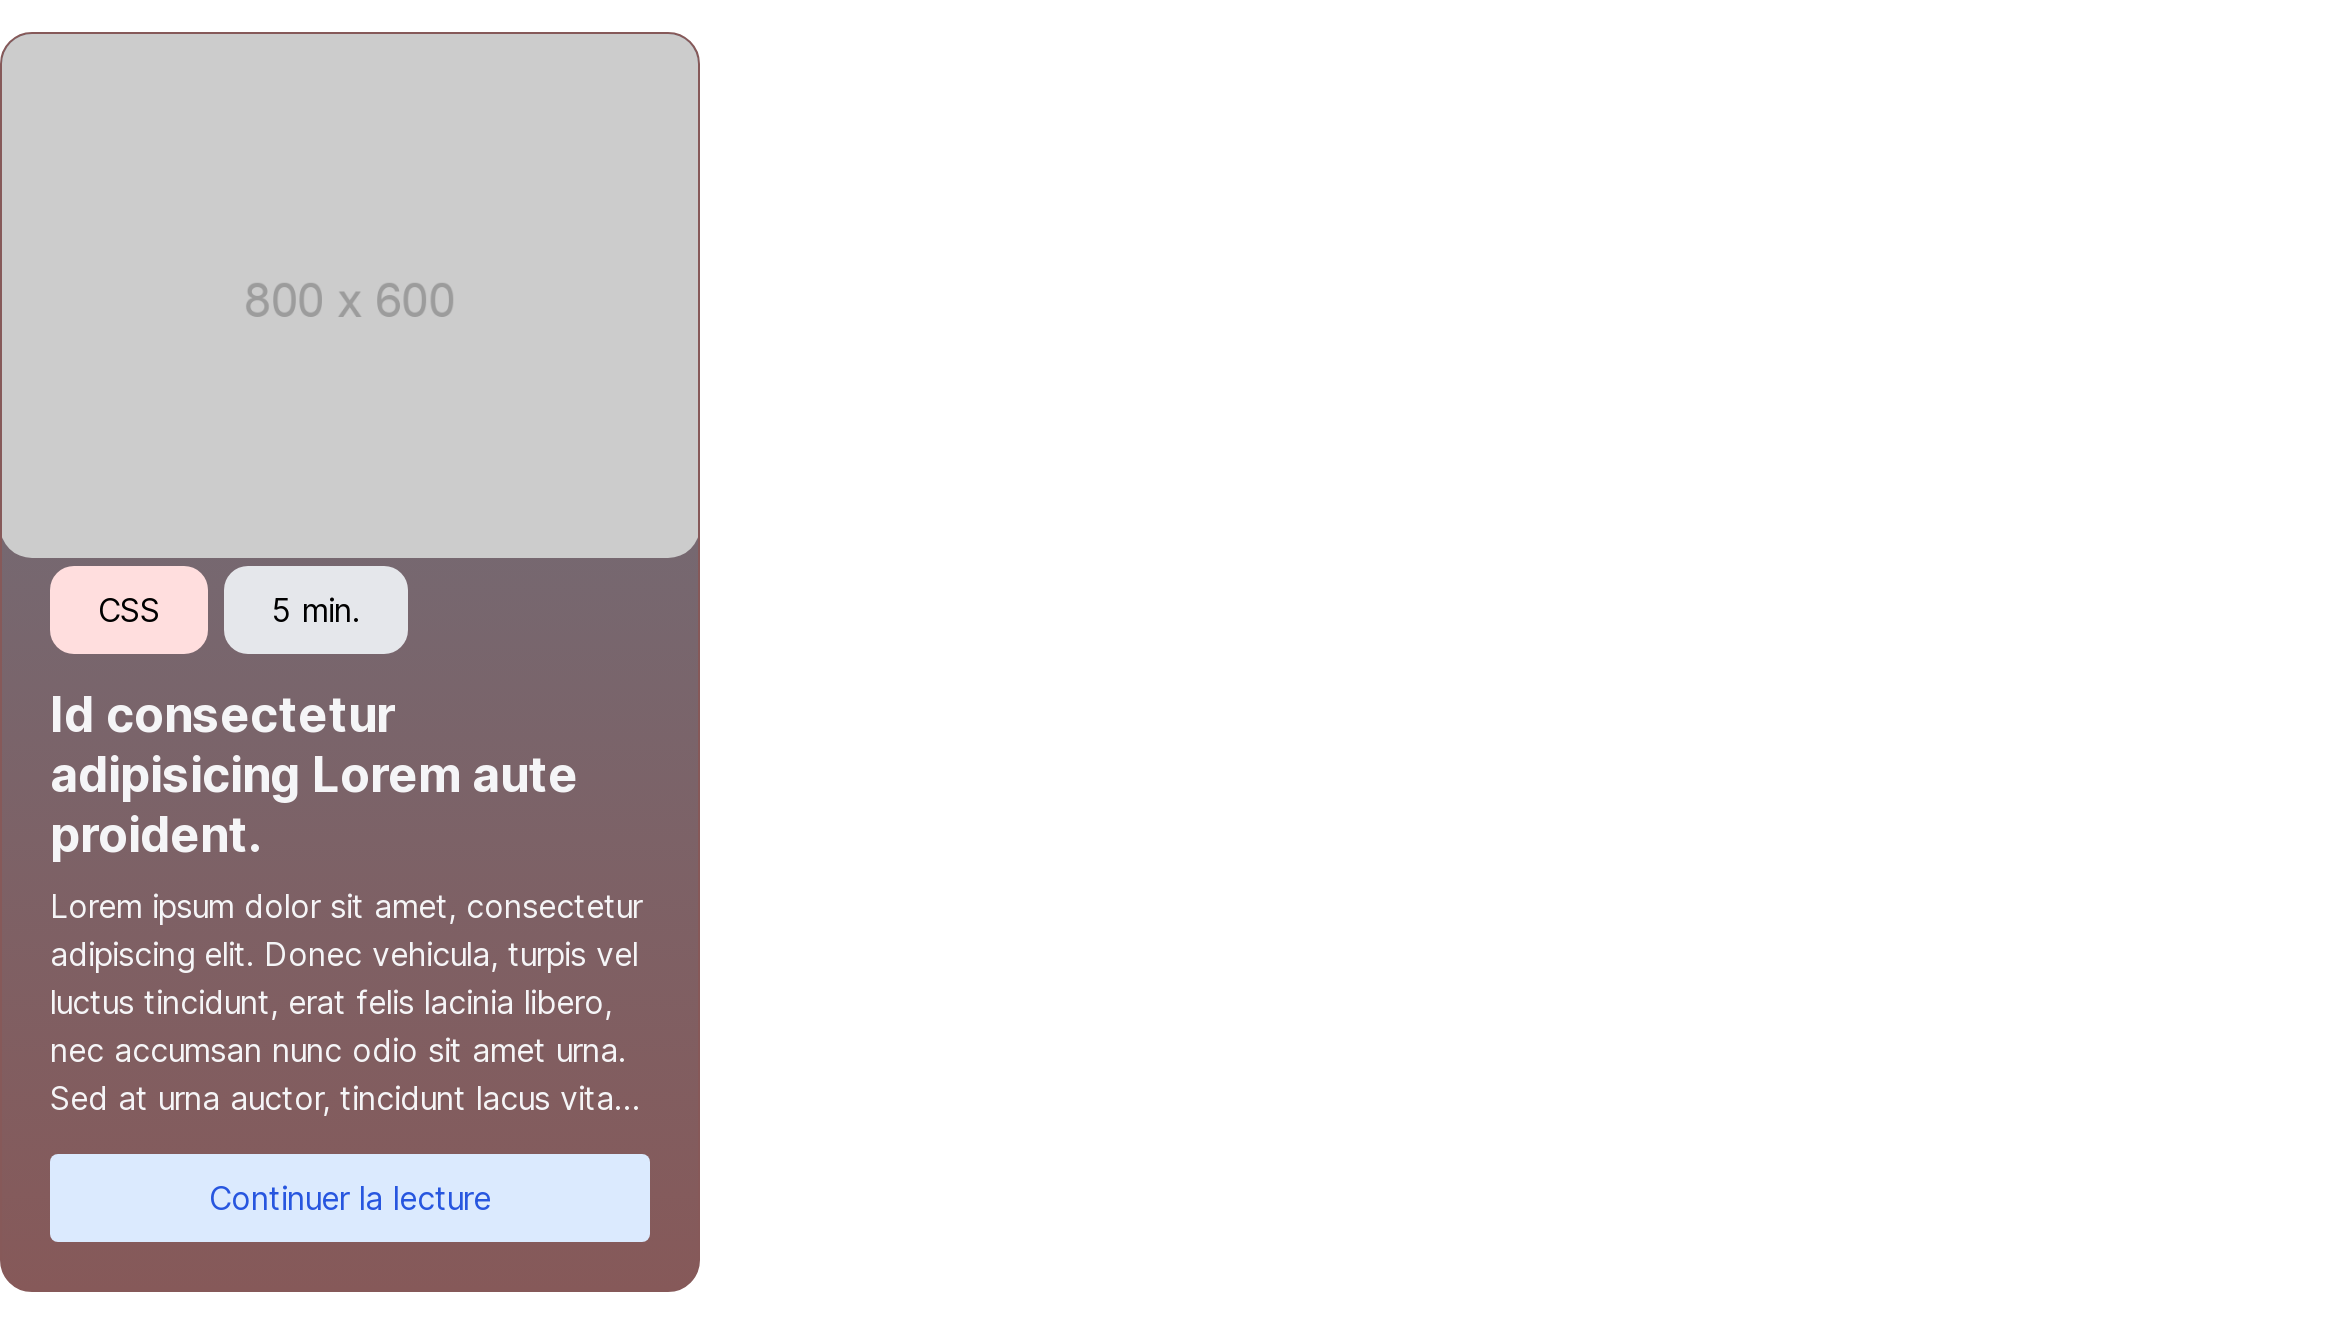 800 x 600
CSS
5 min.
Id consectetur
adipisicing Lorem aute
proident.
Lorem ipsum dolor sit amet, consectetur
adipiscing elit. Donec vehicula, turpis vel
luctus tincidunt, erat felis lacinia libero,
nec accumsan nunc odio sit amet urna.
Sed at urna auctor, tincidunt lacus vita...
Continuer la lecture